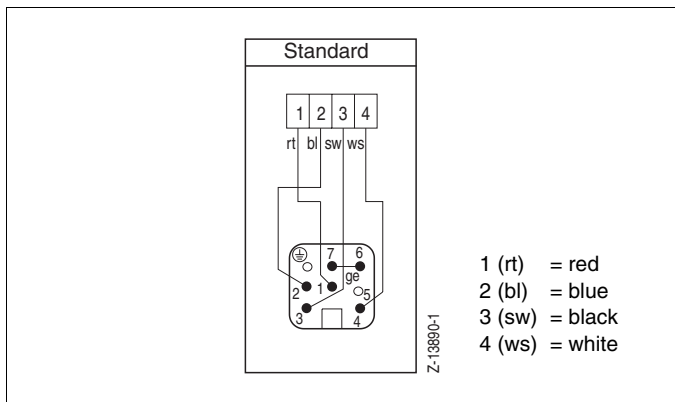 Standard
1 2 3 4
rt bl sw ws
7 6
ge
2 1 5
3 4
1 (rt) = red
2 (bl) = blue
3 (sw) = black
4 (ws) = white
Z-13890-1